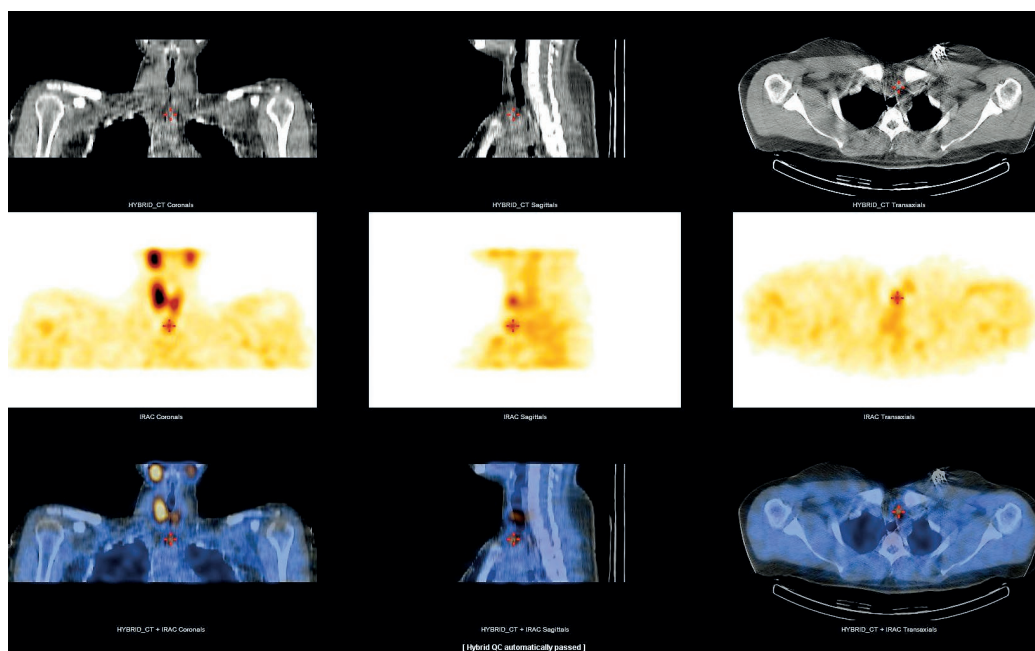 HYBRID_CT Coronals
HYBRID_CT Sagittals
HYBRID_CT Transaxials
IRAC Coronals
IRAC Sagittals
IRAC Transaxials
HYBRID_CT + IRAC Coronals
HYBRID_CT + IRAC Sagittals
HYBRID_CT + IRAC Transaxials
[ Hybrid QC automatically passed ]